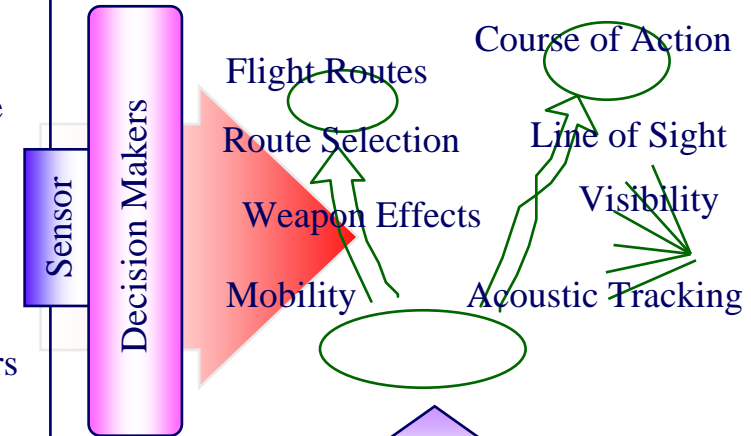 Sensor
Decision Makers
Flight Routes
Route Selection
Weapon Effects
Mobility
Course of Action
Line of Sight
Visibility
Acoustic Tracking